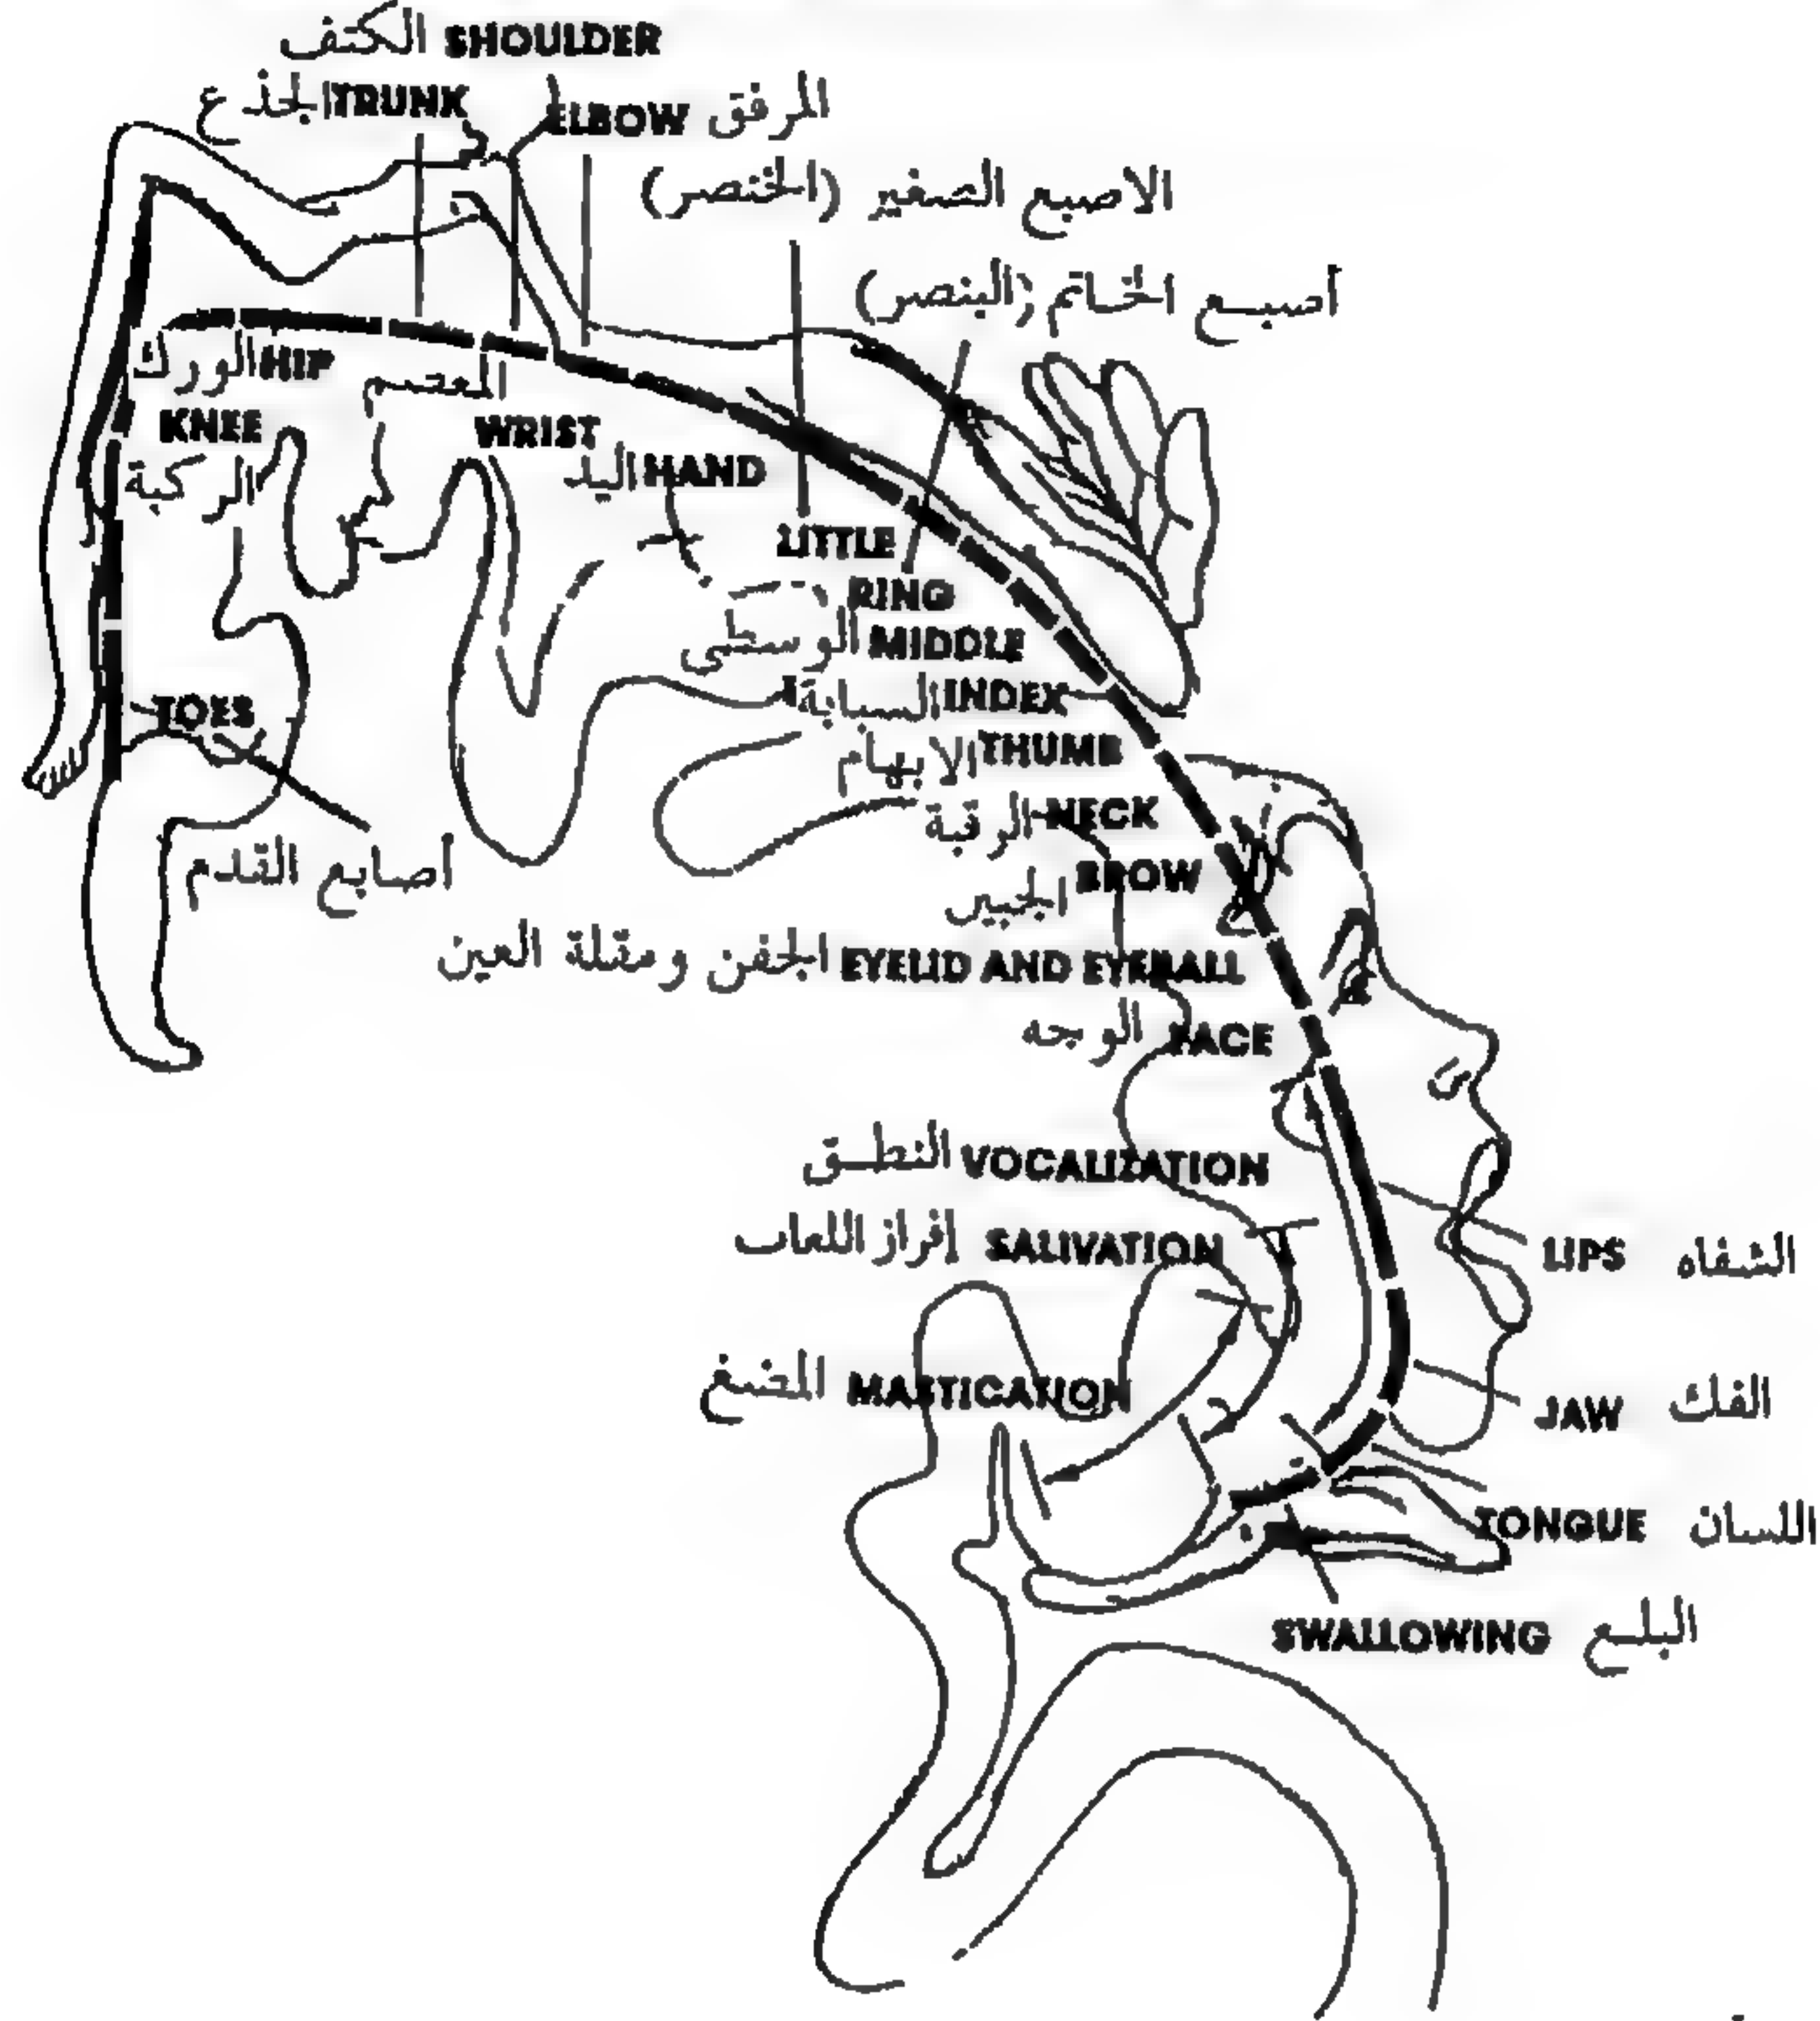 الكتف SHOULDER
الجذع TRUNK
ELBOW المرفق
الاصبع الصغير (الخنصر)
أصبع الخاتم (البنصر)
الورك HIP
المعصم
KNEE
WRIST
الركبة
اليد HAND
LITTLE
RING
الوسطى MIDDLE
السبابة INDEX
TOES
الابهام THUMB
الرقبة NECK
أصابع القدم
الجبين BROW
الجفن ومقلة العين EYELID AND EYEBALL
الوجه FACE
النطق VOCALIZATION
إفراز اللعاب SALIVATION
LIPS الشفاه
المضغ MASTICATION
JAW الفك
TONGUE اللسان
SWALLOWING البلع